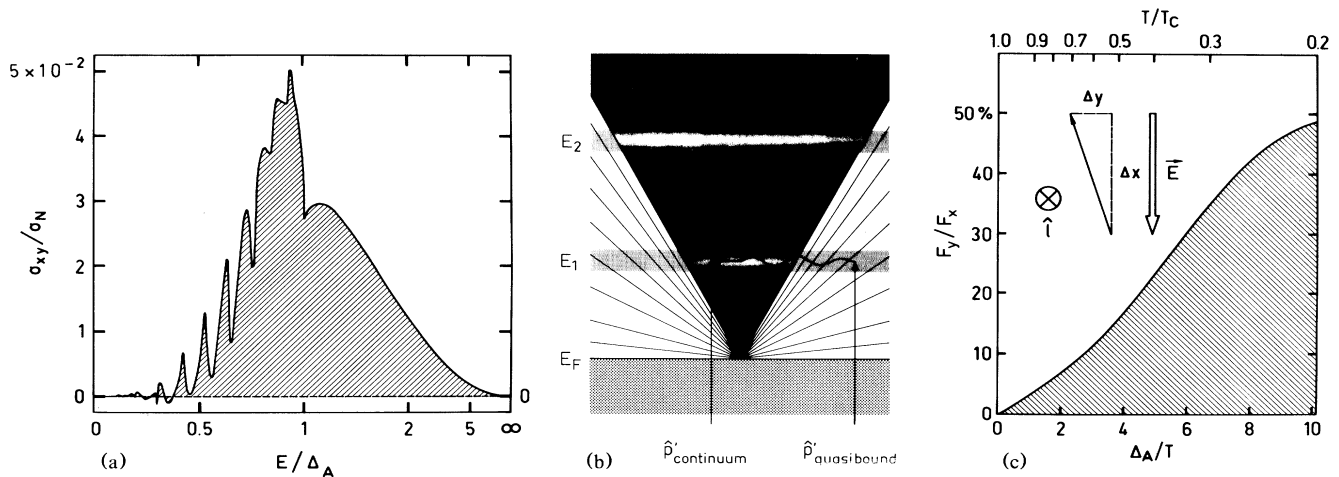 5 × 10⁻²
4
3
2
1
0
0
σxy/σN
0
0.5
1
2
5
∞
E/ΔA
(a)
E2
E1
EF
p̂'continuum
p̂'quasibound
(b)
T/TC
1.0
0.9
0.7
0.5
0.3
0.2
50 %
40
30
20
10
0
Fy/Fx
Δy
Δx
E⃗
l̂
0
2
4
6
8
10
ΔA/T
(c)